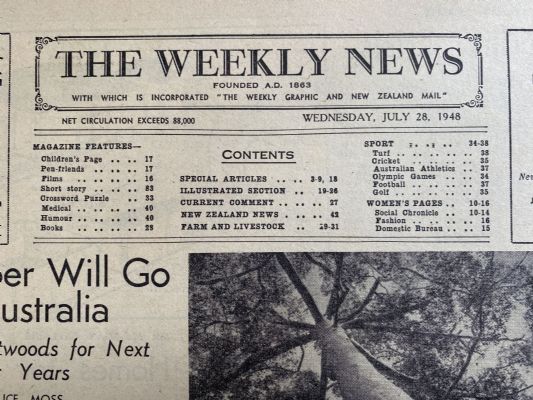 THE WEEKLY NEWS
FOUNDED A.D. 1863
WITH WHICH IS INCORPORATED "THE WEEKLY GRAPHIC AND NEW ZEALAND MAIL"
NET CIRCULATION EXCEEDS 88,000
WEDNESDAY, JULY 28, 1948
MAGAZINE FEATURES—
Children's Page .. .. 17
Pen-friends .. .. .. 17
Films .. .. .. .. 16
Short story .. .. .. 33
Crossword Puzzle .. 33
Medical .. .. .. .. 40
Humour .. .. .. .. 40
Books .. .. .. .. 28
CONTENTS
SPECIAL ARTICLES .. .. 3-9, 18
ILLUSTRATED SECTION .. 19-26
CURRENT COMMENT .. .. .. 27
NEW ZEALAND NEWS .. .. .. 42
FARM AND LIVESTOCK .. 29-31
SPORT .. .. .. 34-38
Turf .. .. .. .. .. 38
Cricket .. .. .. .. 35
Australian Athletics .. 37
Olympic Games .. .. 34
Football .. .. .. .. 37
Golf .. .. .. .. .. 35
WOMEN'S PAGES .. .. 10-16
Social Chronicle .. 10-14
Fashion .. .. .. .. 16
Domestic Bureau .. .. 15
per Will Go
ustralia
twoods for Next
Years
ICE MOSS